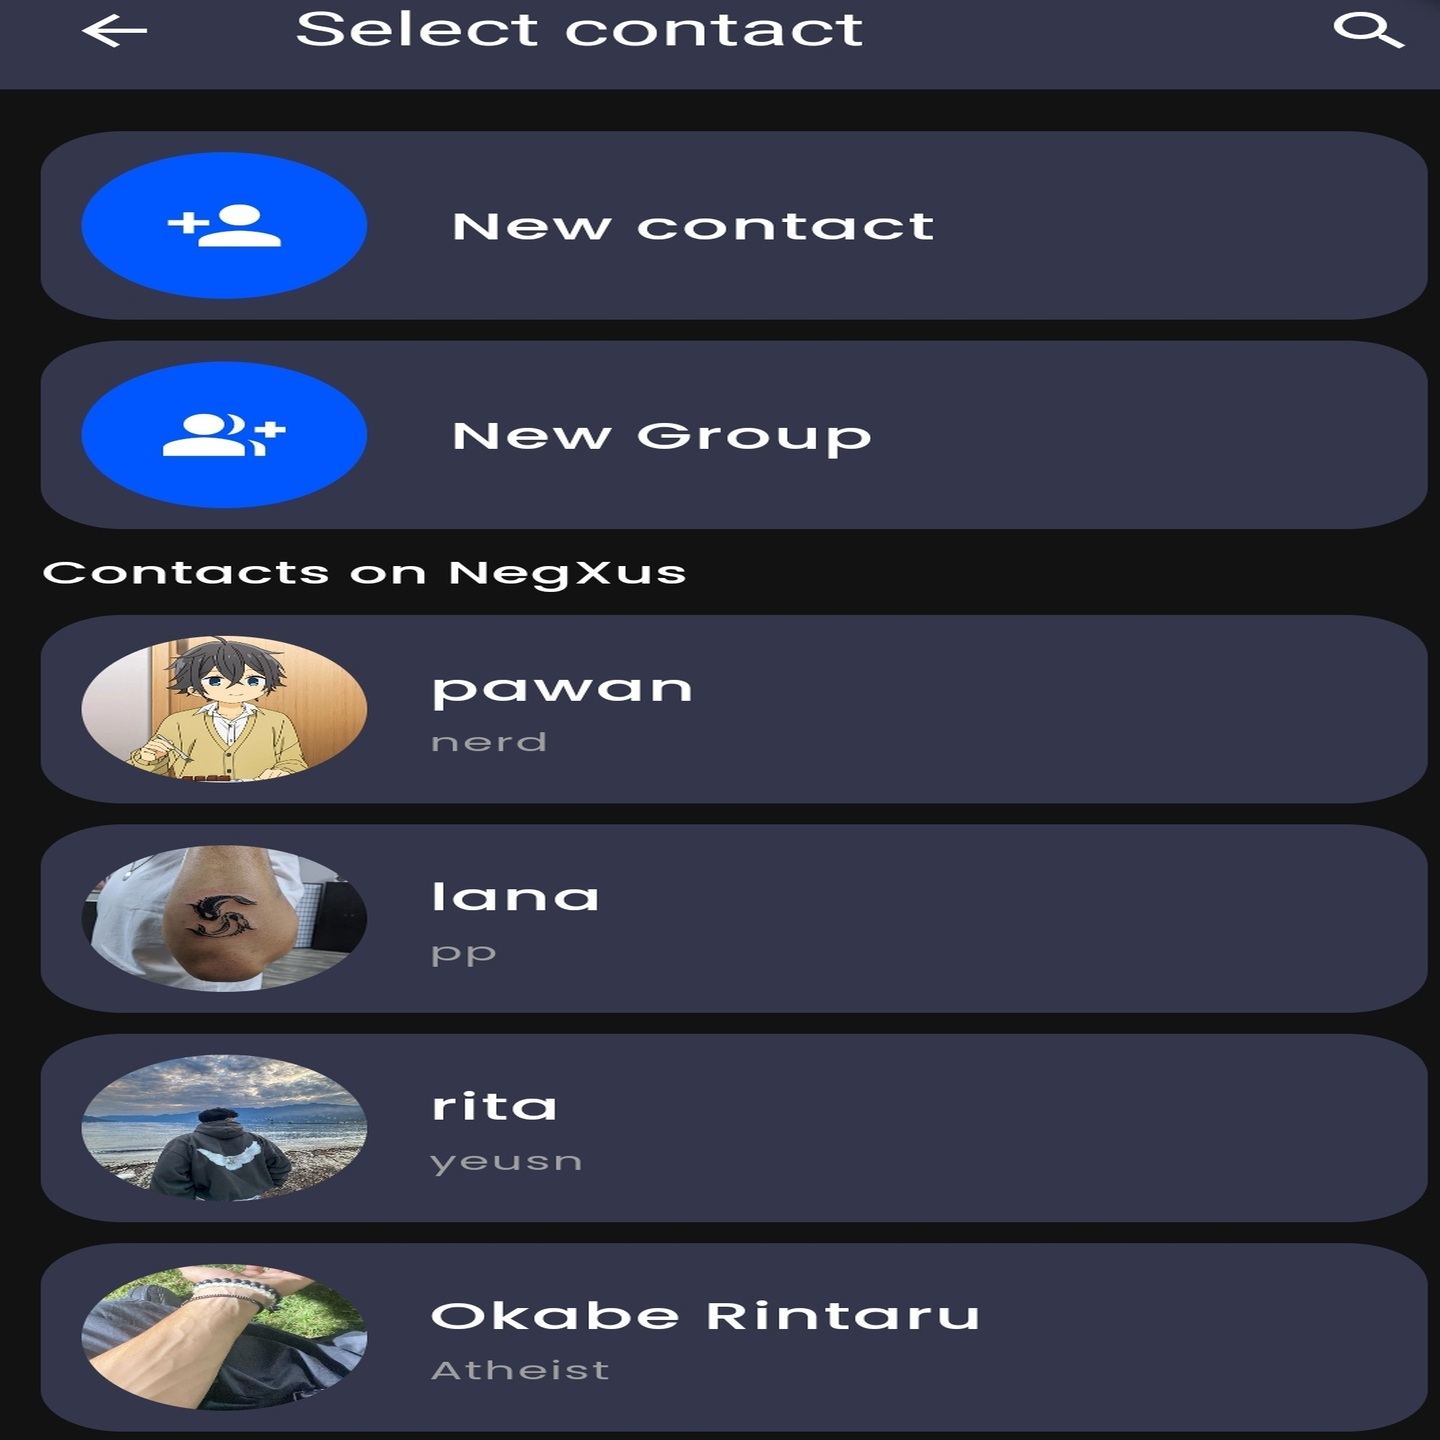 Select contact
New contact
New Group
Contacts on NegXus
pawan
nerd
lana
pp
rita
yeusn
Okabe Rintaru
Atheist